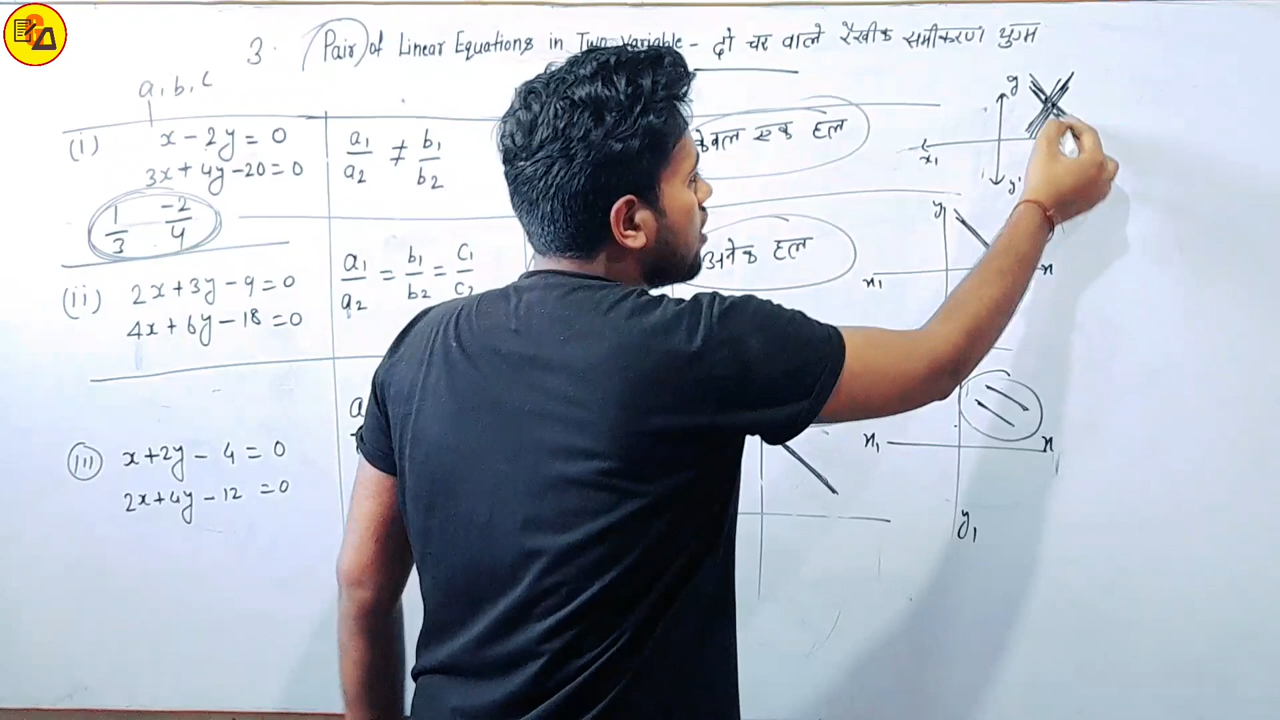 3. Pair of Linear Equations in Two Variable - दो चर वाले रैखीक समीकरण युग्म
a, b, c
(i) x - 2y = 0
3x + 4y - 20 = 0
1/3 -2/4
a₁/a₂ ≠ b₁/b₂
केवल एक हल
y
x₁
y'
(ii) 2x + 3y - 9 = 0
4x + 6y - 18 = 0
a₁/a₂ = b₁/b₂ = c₁/c₂
अनेक हल
y
x₁ x
(iii) x + 2y - 4 = 0
2x + 4y - 12 = 0
a
x₁ x
y₁